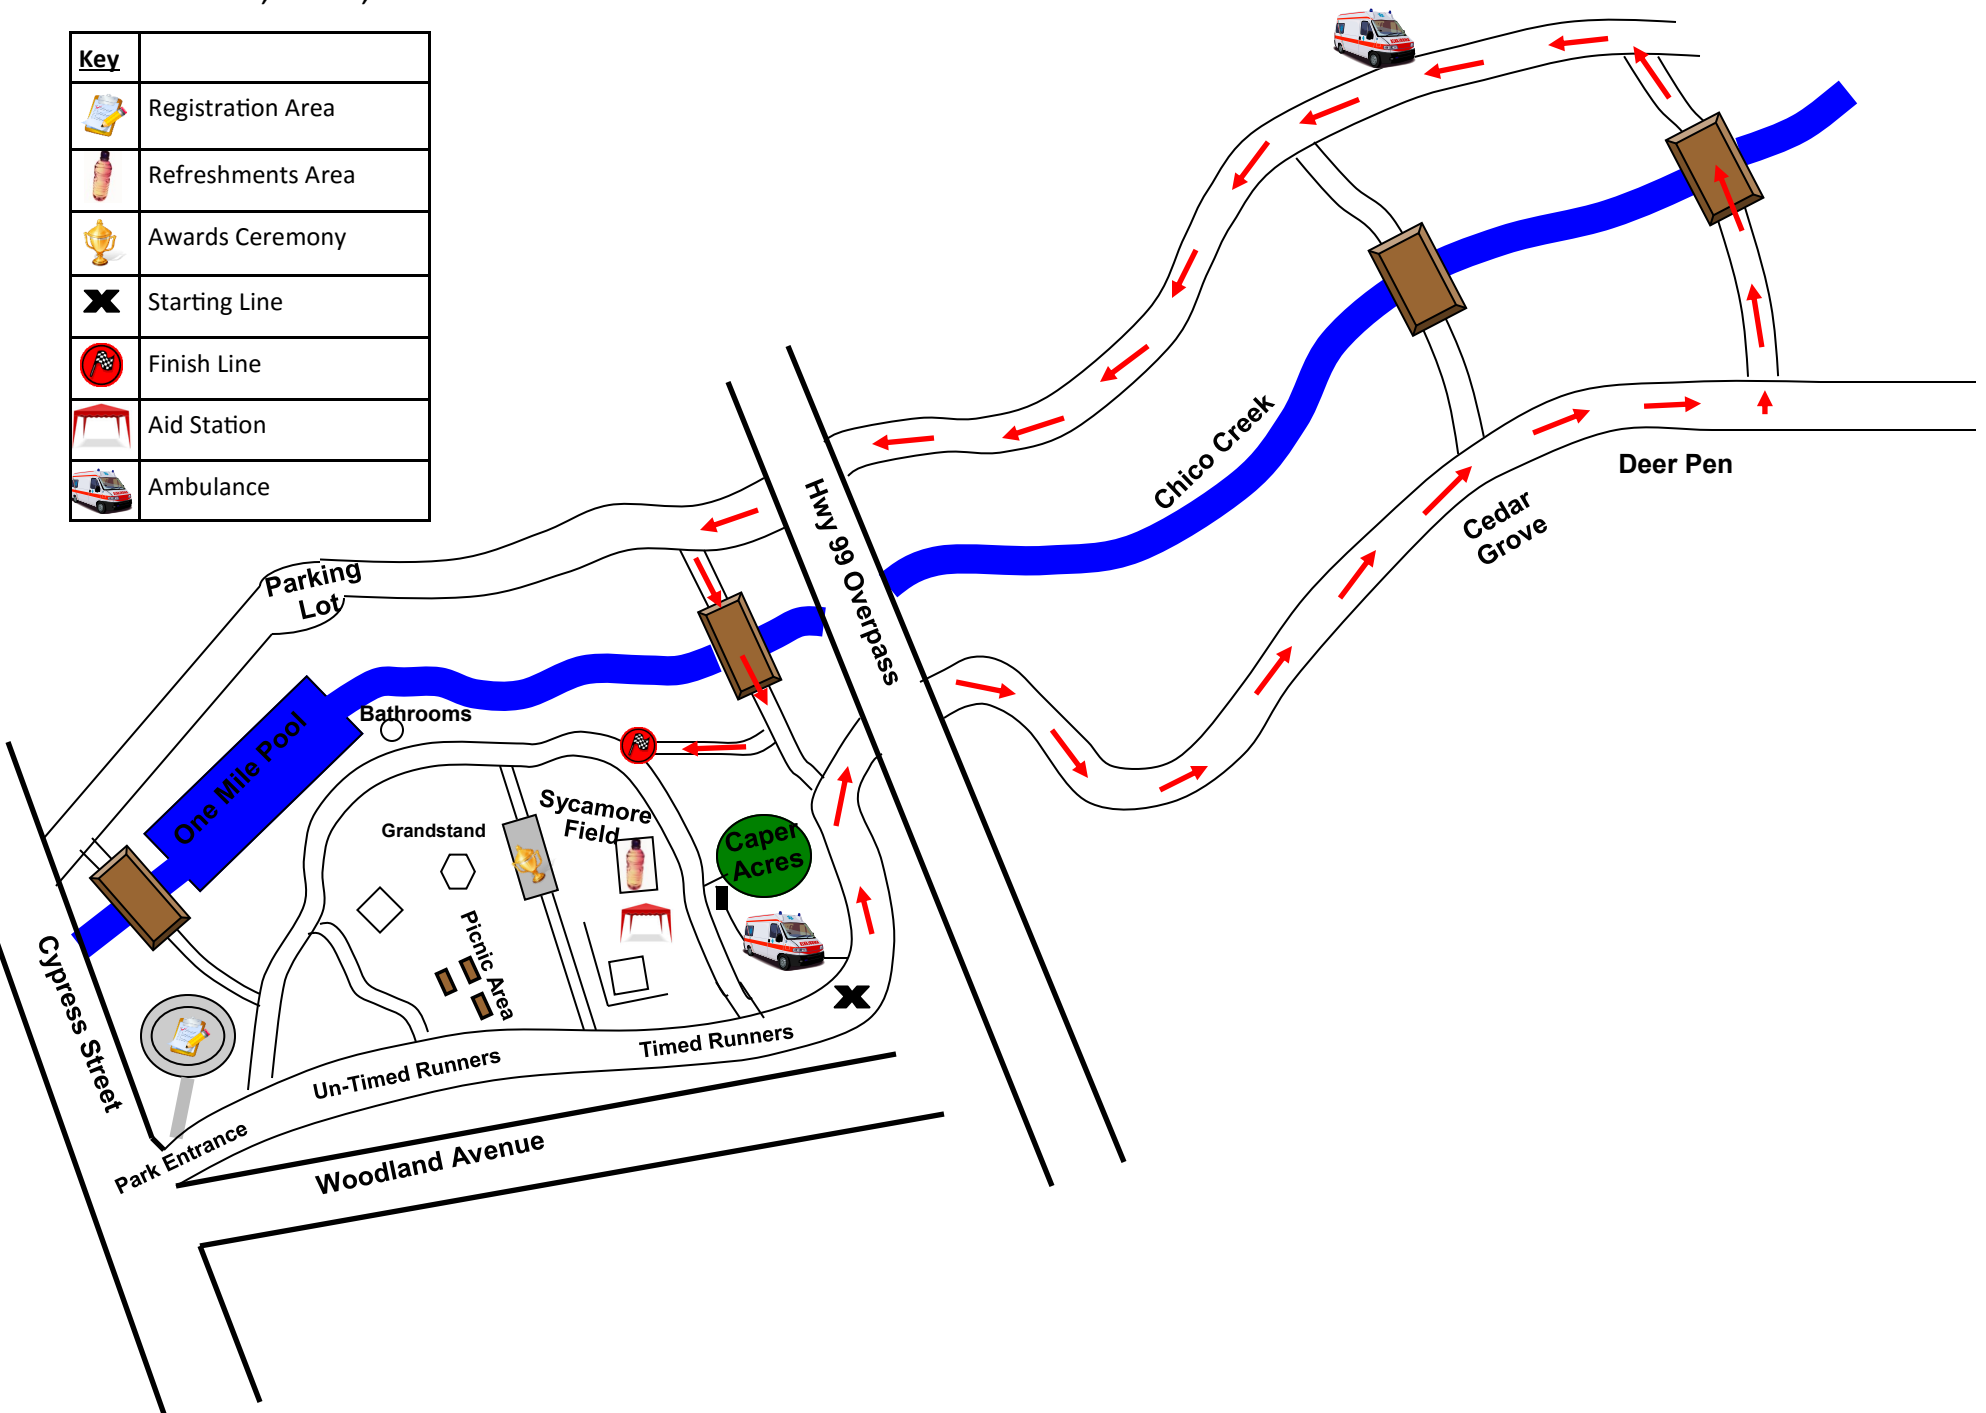 Key
Registration Area
Refreshments Area
Awards Ceremony
Starting Line
Finish Line
Aid Station
Ambulance
Hwy 99 Overpass
Chico Creek
Cedar
Grove
Deer Pen
Parking
Lot
One Mile Pool
Bathrooms
Grandstand
Sycamore
Field
Caper
Acres
Picnic Area
Cypress Street
Un-Timed Runners
Timed Runners
Park Entrance
Woodland Avenue